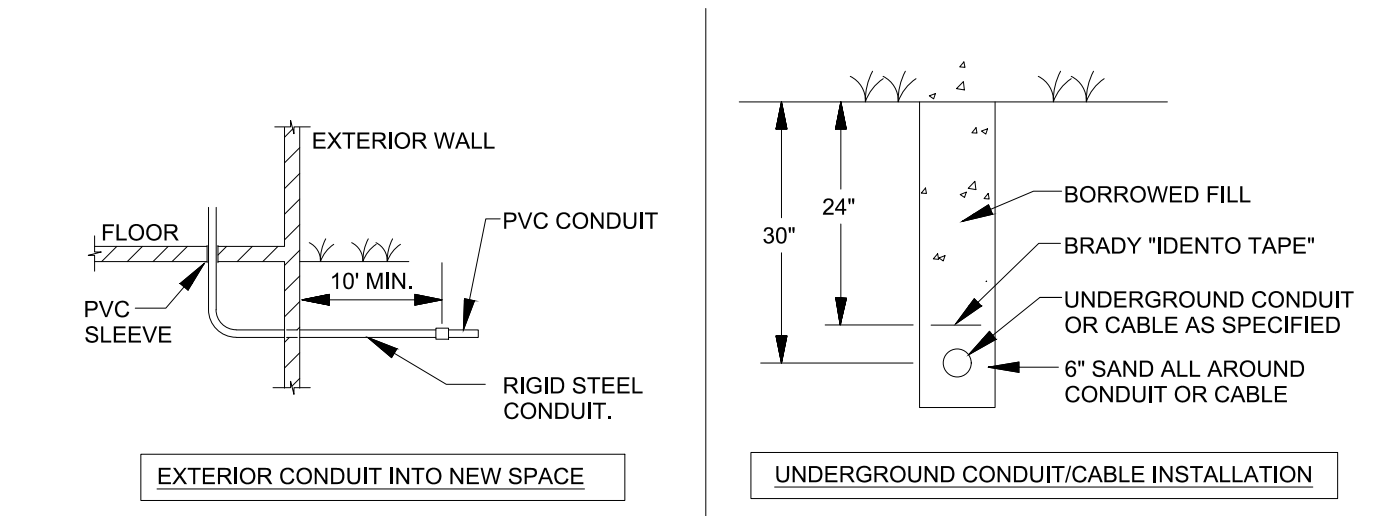 EXTERIOR WALL
FLOOR
PVC CONDUIT
10' MIN.
PVC
SLEEVE
RIGID STEEL
CONDUIT.
EXTERIOR CONDUIT INTO NEW SPACE
30"
24"
BORROWED FILL
BRADY "IDENTO TAPE"
UNDERGROUND CONDUIT
OR CABLE AS SPECIFIED
6" SAND ALL AROUND
CONDUIT OR CABLE
UNDERGROUND CONDUIT/CABLE INSTALLATION